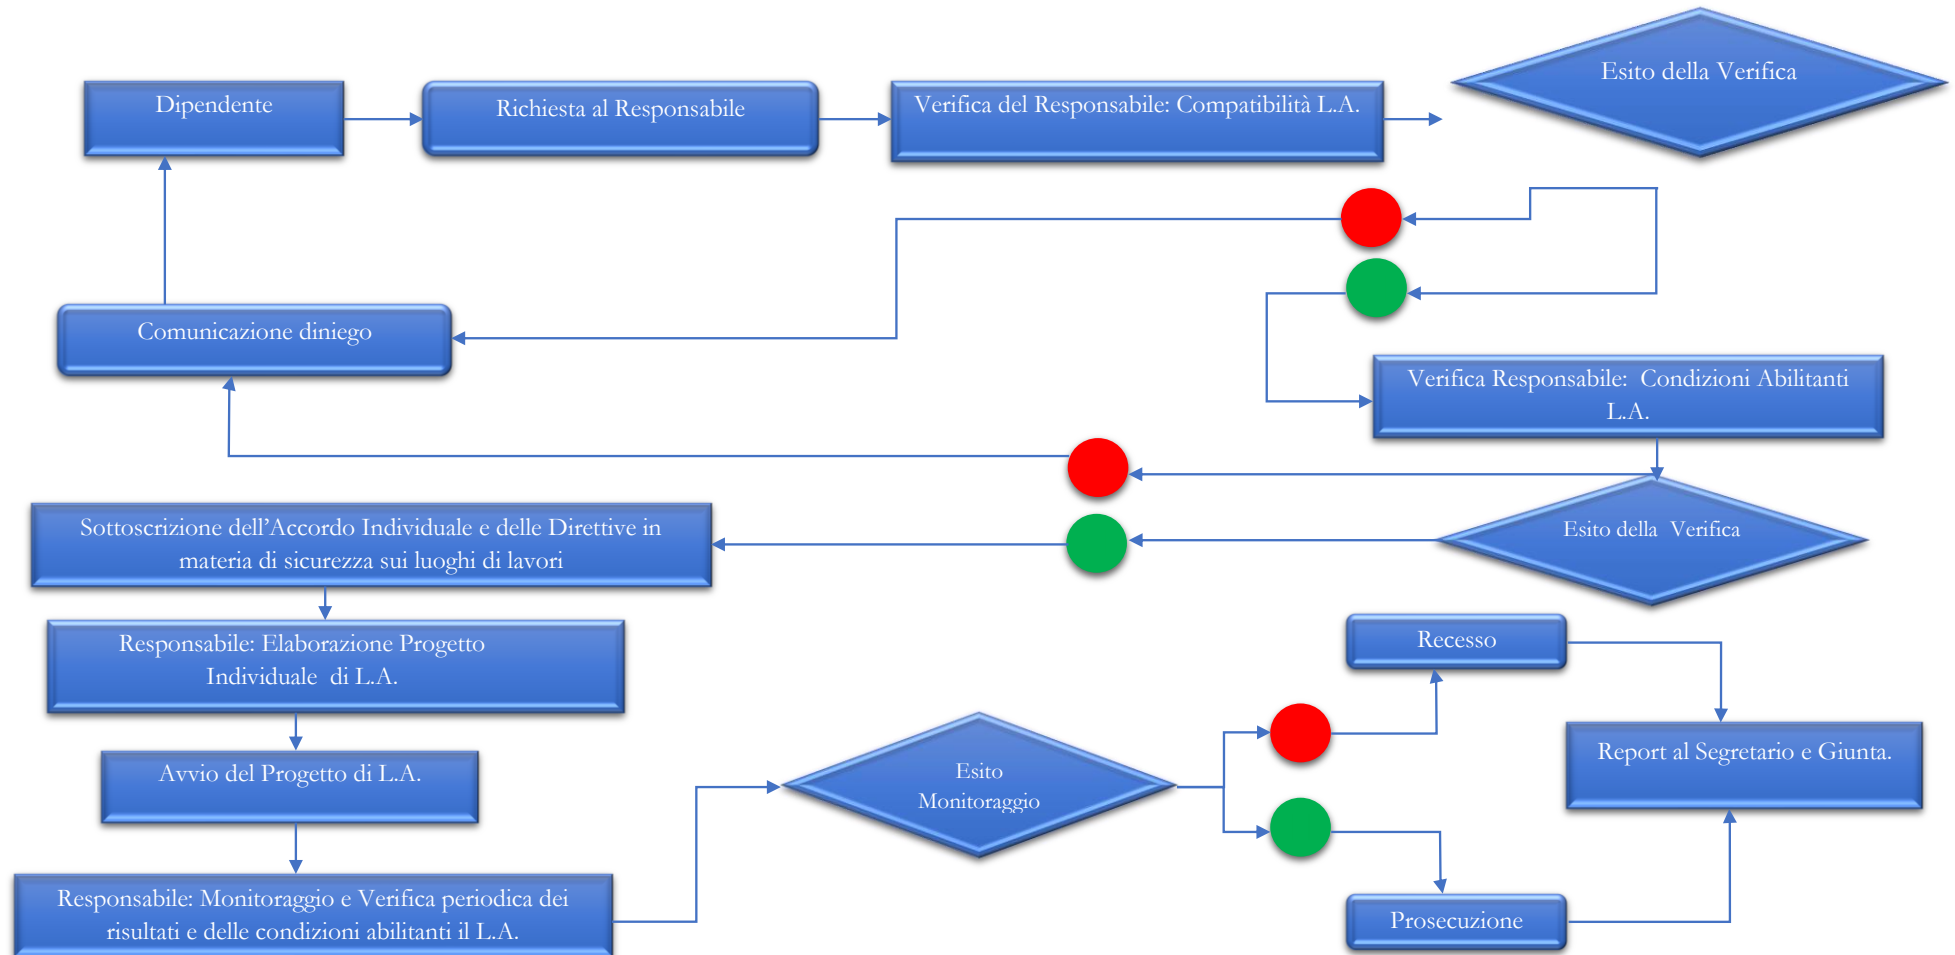 Dipendente
Richiesta al Responsabile
Verifica del Responsabile: Compatibilità L.A.
Esito della Verifica
Comunicazione diniego
Verifica Responsabile:  Condizioni Abilitanti
L.A.
Esito della  Verifica
Sottoscrizione dell’Accordo Individuale e delle Direttive in
materia di sicurezza sui luoghi di lavori
Responsabile: Elaborazione Progetto
Individuale  di L.A.
Avvio del Progetto di L.A.
Responsabile: Monitoraggio e Verifica periodica dei
risultati e delle condizioni abilitanti il L.A.
Esito
Monitoraggio
Recesso
Prosecuzione
Report al Segretario e Giunta.